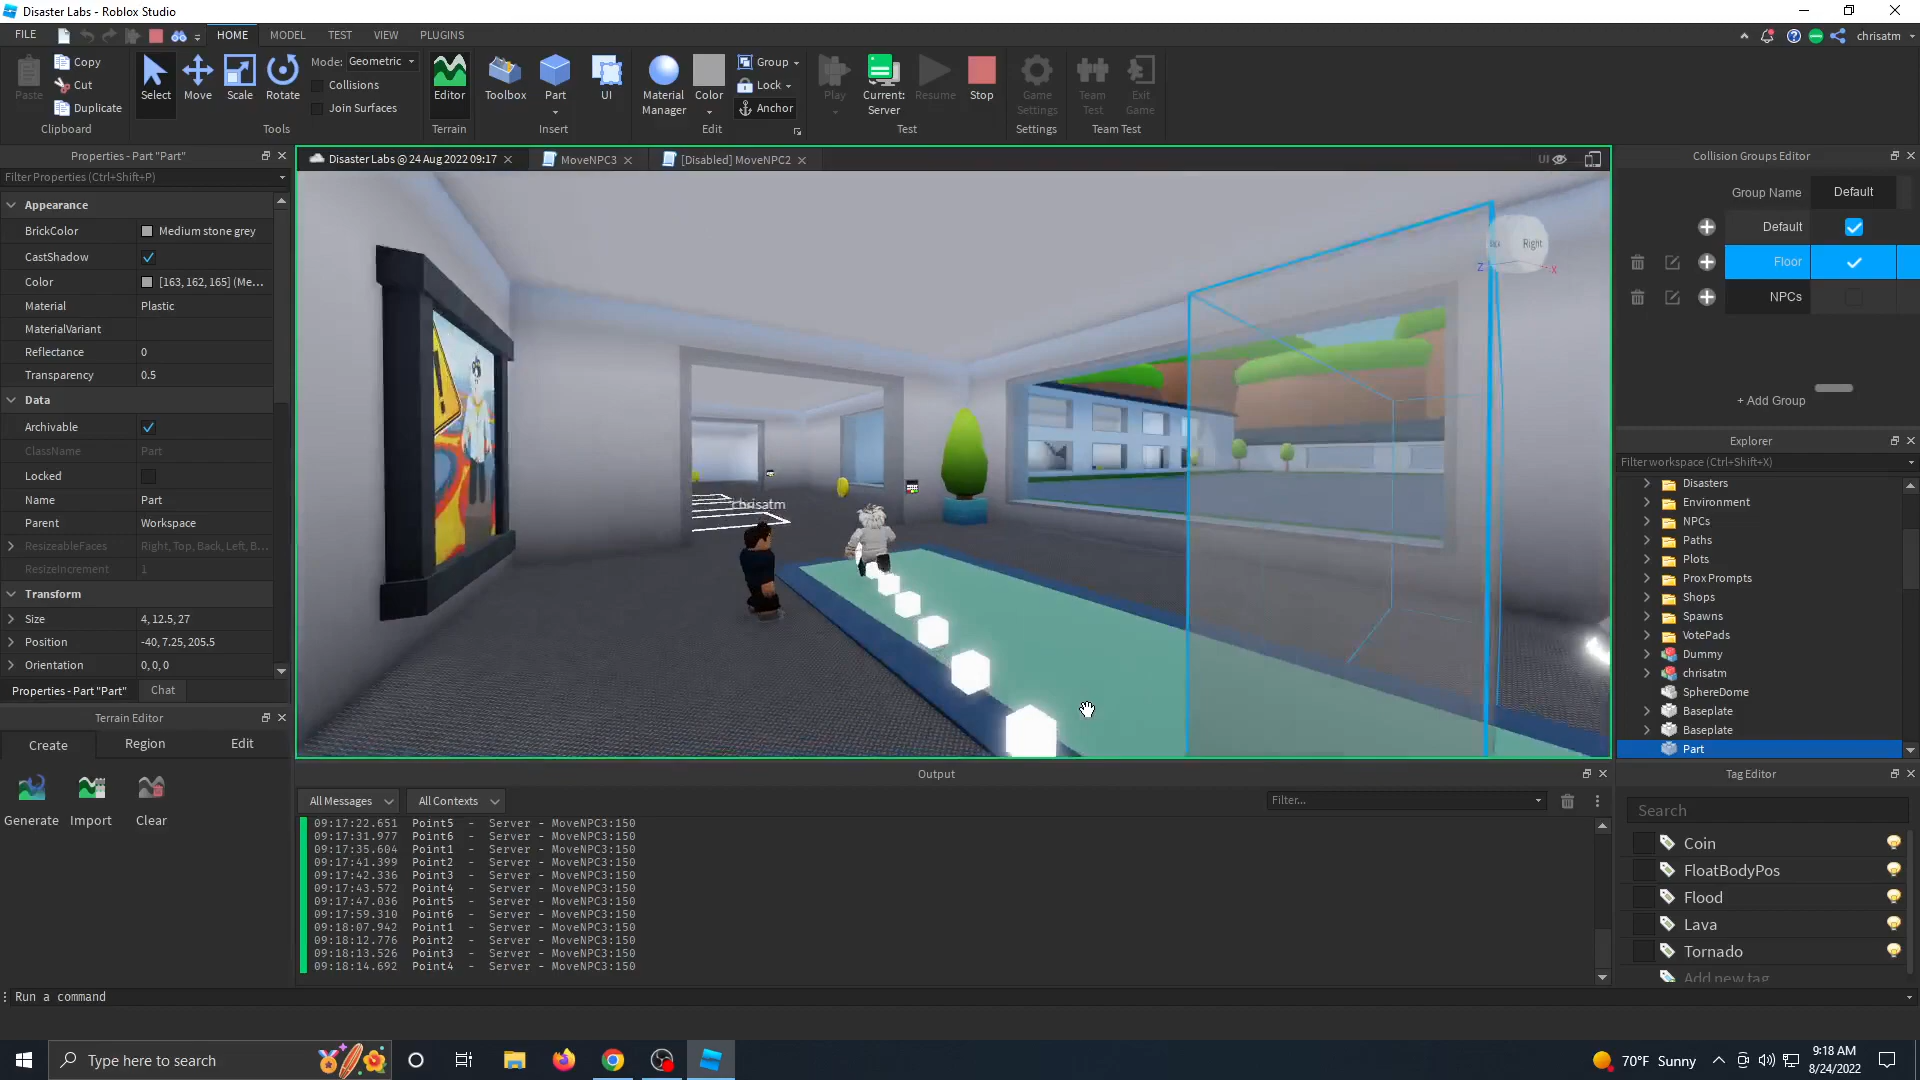 Disaster Labs - Roblox Studio
FILE HOME MODEL TEST VIEW PLUGINS chrisatm
Paste Copy Cut Duplicate Clipboard
Select Move Scale Rotate Mode: Geometric Collisions Join Surfaces Tools
Editor Terrain
Toolbox Part UI Insert
Material Manager Color Group Lock Anchor Edit
Play Current: Server Resume Stop Test
Game Settings Settings
Team Test Exit Game Team Test
Properties - Part "Part"
Filter Properties (Ctrl+Shift+P)
Appearance
BrickColor Medium stone grey
CastShadow
Color [163, 162, 165] (Me...
Material Plastic
MaterialVariant
Reflectance 0
Transparency 0.5
Data
Archivable
ClassName Part
Locked
Name Part
Parent Workspace
ResizeableFaces Right, Top, Back, Left, B...
ResizeIncrement 1
Transform
Size 4, 12.5, 27
Position -40, 7.25, 205.5
Orientation 0, 0, 0
Properties - Part "Part" Chat
Terrain Editor
Create Region Edit
Generate Import Clear
Disaster Labs @ 24 Aug 2022 09:17 MoveNPC3 [Disabled] MoveNPC2 UI
Right
Z X
chrisatm
Output
All Messages All Contexts Filter...
09:17:22.651 Point5 - Server - MoveNPC3:150
09:17:31.977 Point6 - Server - MoveNPC3:150
09:17:35.604 Point1 - Server - MoveNPC3:150
09:17:41.399 Point2 - Server - MoveNPC3:150
09:17:42.336 Point3 - Server - MoveNPC3:150
09:17:43.572 Point4 - Server - MoveNPC3:150
09:17:47.036 Point5 - Server - MoveNPC3:150
09:17:59.310 Point6 - Server - MoveNPC3:150
09:18:07.942 Point1 - Server - MoveNPC3:150
09:18:12.776 Point2 - Server - MoveNPC3:150
09:18:13.526 Point3 - Server - MoveNPC3:150
09:18:14.692 Point4 - Server - MoveNPC3:150
Collision Groups Editor
Group Name Default
Default
Floor
NPCs
+ Add Group
Explorer
Filter workspace (Ctrl+Shift+X)
Disasters
Environment
NPCs
Paths
Plots
ProxPrompts
Shops
Spawns
VotePads
Dummy
chrisatm
SphereDome
Baseplate
Baseplate
Part
Tag Editor
Search
Coin
FloatBodyPos
Flood
Lava
Tornado
Add new tag
Run a command
Type here to search
70°F Sunny
9:18 AM
8/24/2022